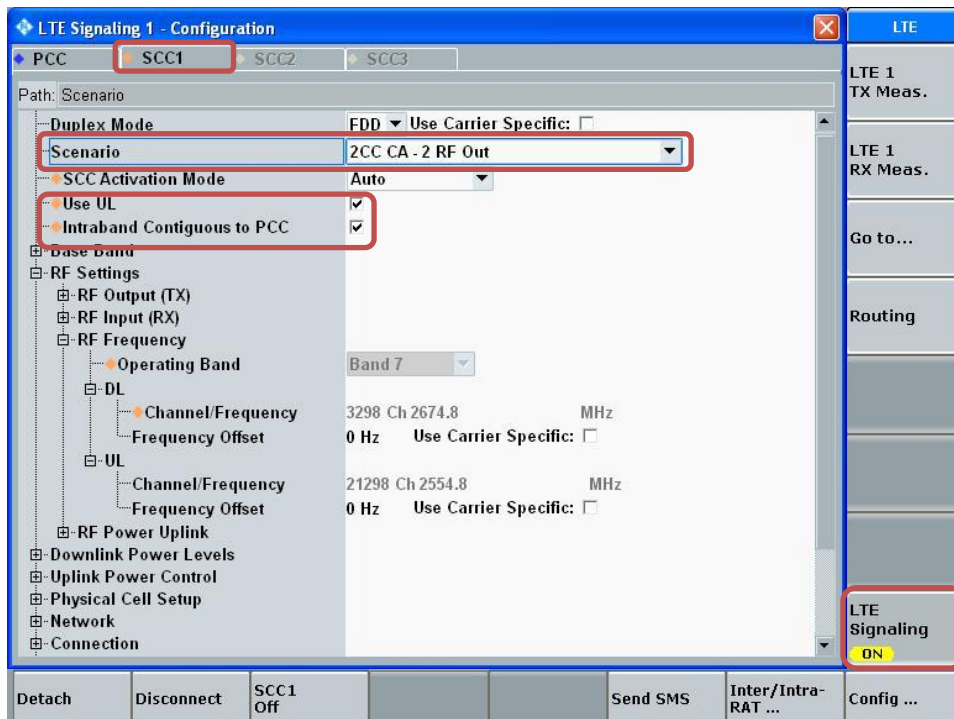 LTE Signaling 1 - Configuration
PCC SCC1 SCC2 SCC3
Path: Scenario
Duplex Mode FDD Use Carrier Specific:
Scenario 2CC CA - 2 RF Out
SCC Activation Mode Auto
Use UL
Intraband Contiguous to PCC
Base Band
RF Settings
RF Output (TX)
RF Input (RX)
RF Frequency
Operating Band Band 7
DL
Channel/Frequency 3298 Ch 2674.8 MHz
Frequency Offset 0 Hz Use Carrier Specific:
UL
Channel/Frequency 21298 Ch 2554.8 MHz
Frequency Offset 0 Hz Use Carrier Specific:
RF Power Uplink
Downlink Power Levels
Uplink Power Control
Physical Cell Setup
Network
Connection
LTE
LTE 1
TX Meas.
LTE 1
RX Meas.
Go to...
Routing
LTE
Signaling
ON
Detach
Disconnect
SCC1
Off
Send SMS
Inter/Intra-
RAT ...
Config ...